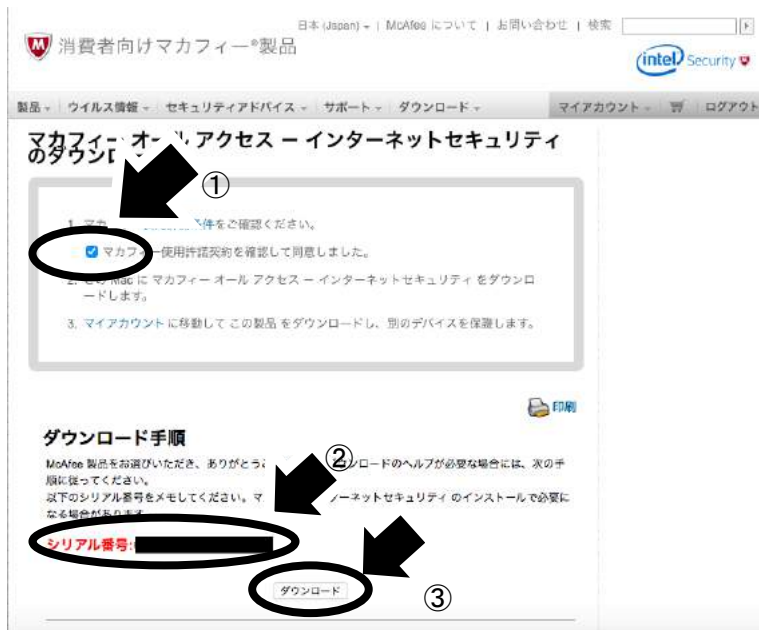 日本 (Japan) | McAfee について | お問い合わせ | 検索
消費者向けマカフィー®製品
intel Security
製品 ウイルス情報 セキュリティアドバイス サポート ダウンロード マイアカウント ログアウト
マカフィー オール アクセス – インターネットセキュリティ
のダウンロ
①
1. マカ 条件をご確認ください。
マカフィー使用許諾契約を確認して同意しました。
2. この Mac に マカフィー オール アクセス – インターネットセキュリティ をダウンロ
ードします。
3. マイアカウント に移動して この製品 をダウンロードし、別のデバイスを保護します。
印刷
ダウンロード手順
②
McAfee 製品をお選びいただき、ありがとうご ウンロードのヘルプが必要な場合には、次の手
順に従ってください。
以下のシリアル番号をメモしてください。マ ーネットセキュリティ のインストールで必要に
なる場合があります
シリアル番号:
ダウンロード
③